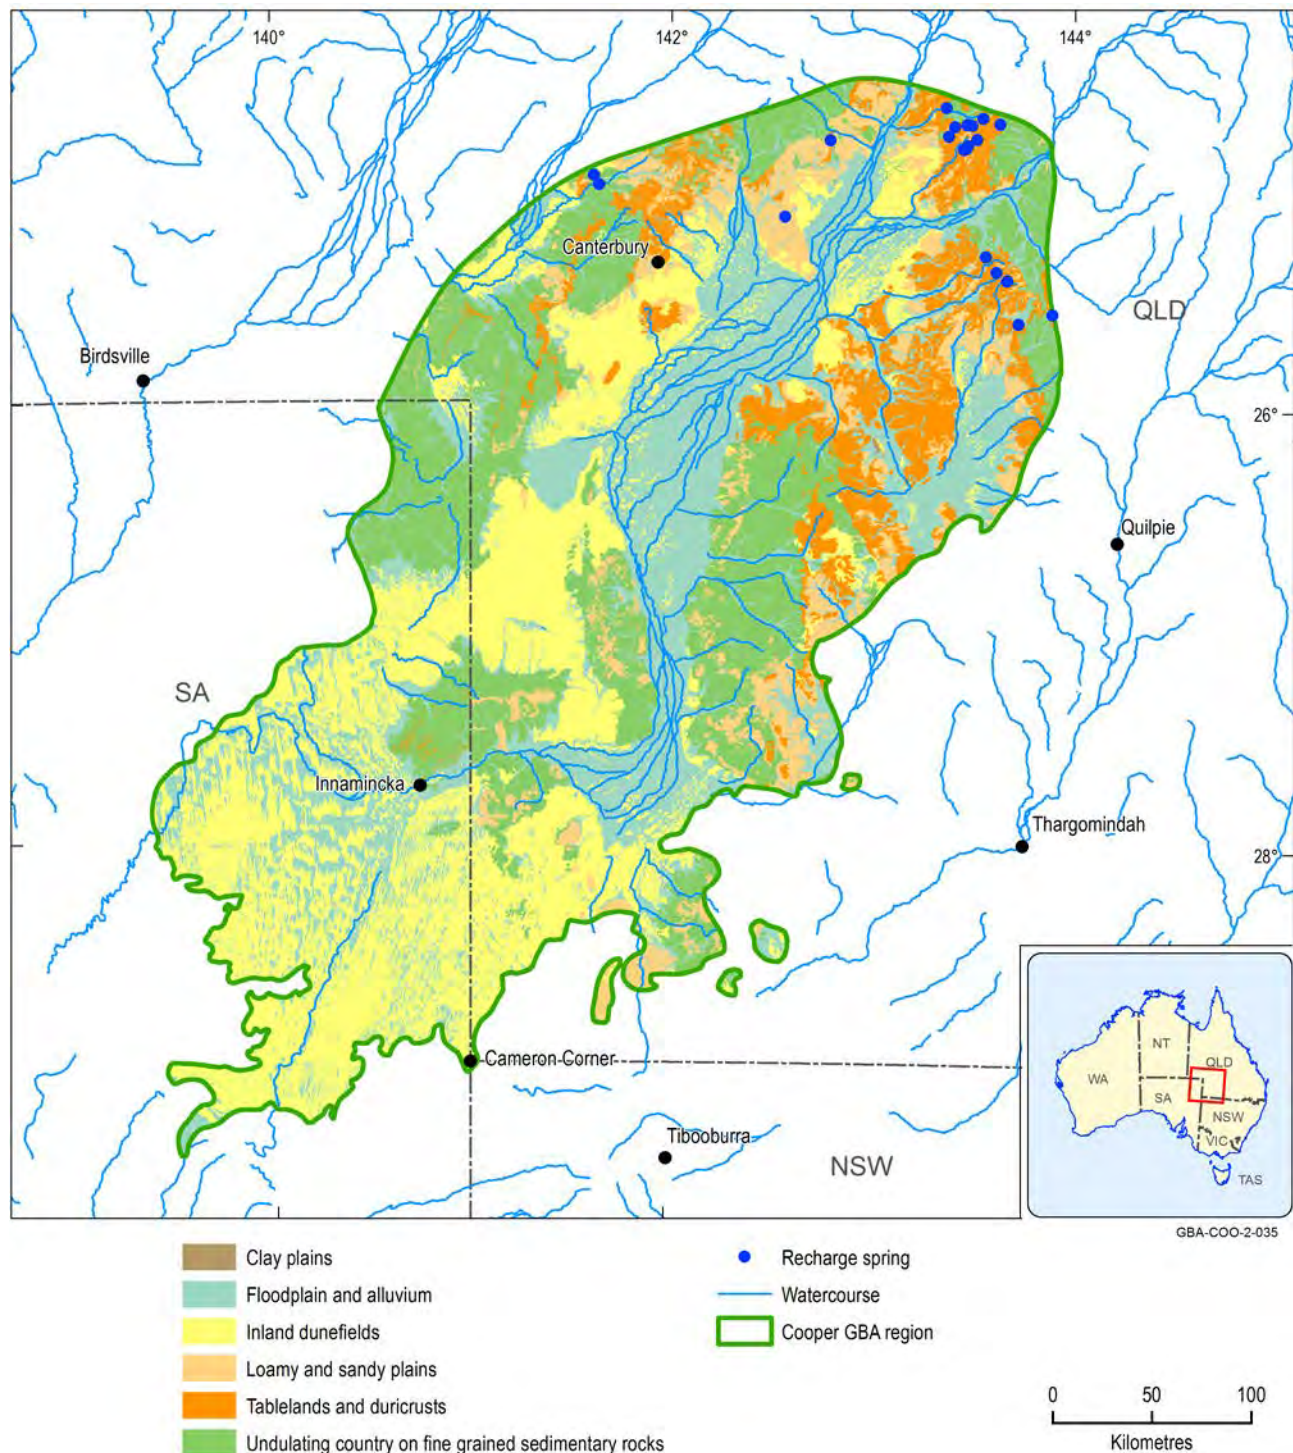 140°
142°
144°
QLD
Canterbury
Birdsville
26°
Quilpie
SA
Innamincka
Thargomindah
28°
Cameron Corner
Tibooburra
NSW
NT
QLD
WA
SA
NSW
VIC
TAS
GBA-COO-2-035
Clay plains
Floodplain and alluvium
Inland dunefields
Loamy and sandy plains
Tablelands and duricrusts
Undulating country on fine grained sedimentary rocks
Recharge spring
Watercourse
Cooper GBA region
0 50 100
Kilometres